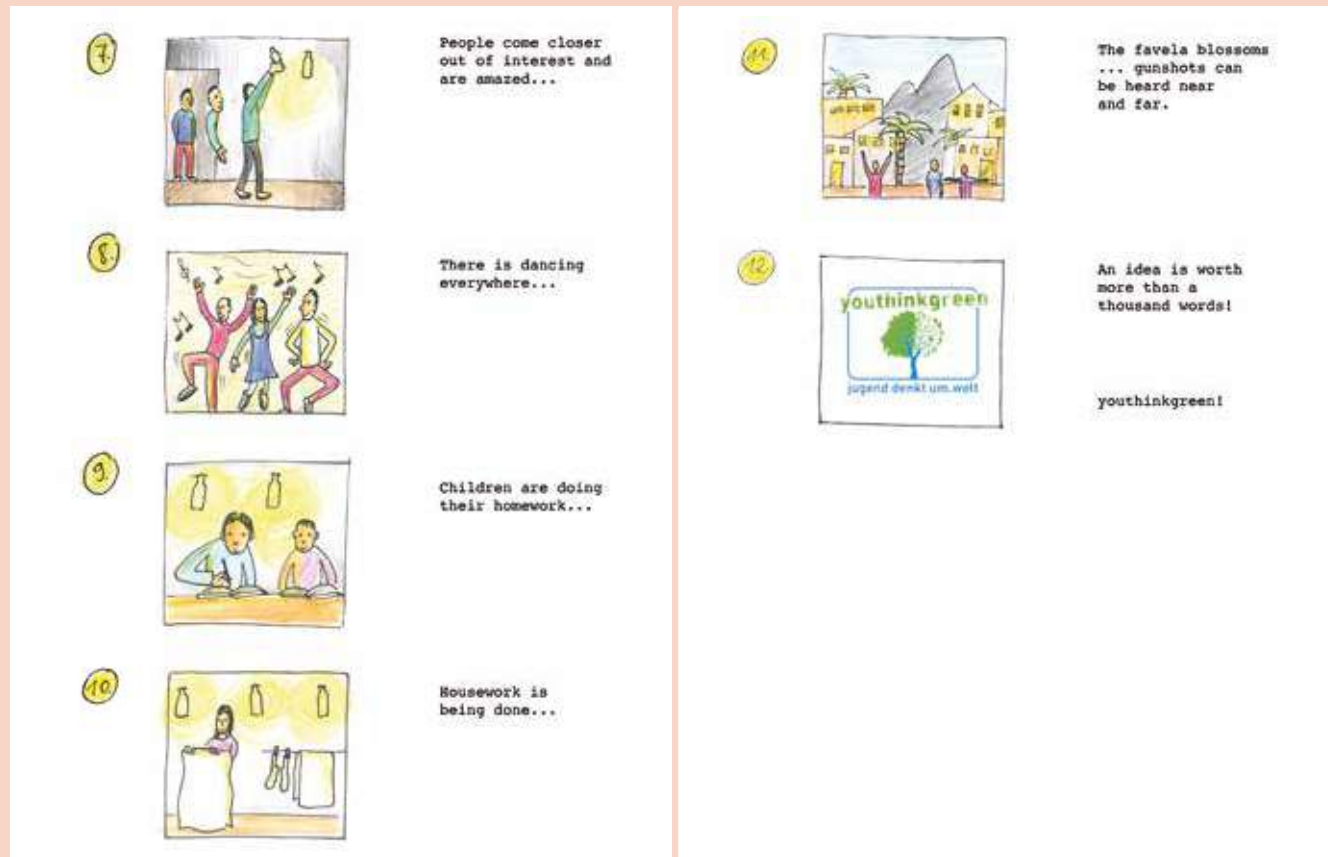 7.
People come closer
out of interest and
are amazed...
8.
There is dancing
everywhere...
9.
Children are doing
their homework...
10.
Housework is
being done...
11.
The favela blossoms
... gunshots can
be heard near
and far.
12.
youthinkgreen
jugend denkt um.welt
An idea is worth
more than a
thousand words!
youthinkgreen!